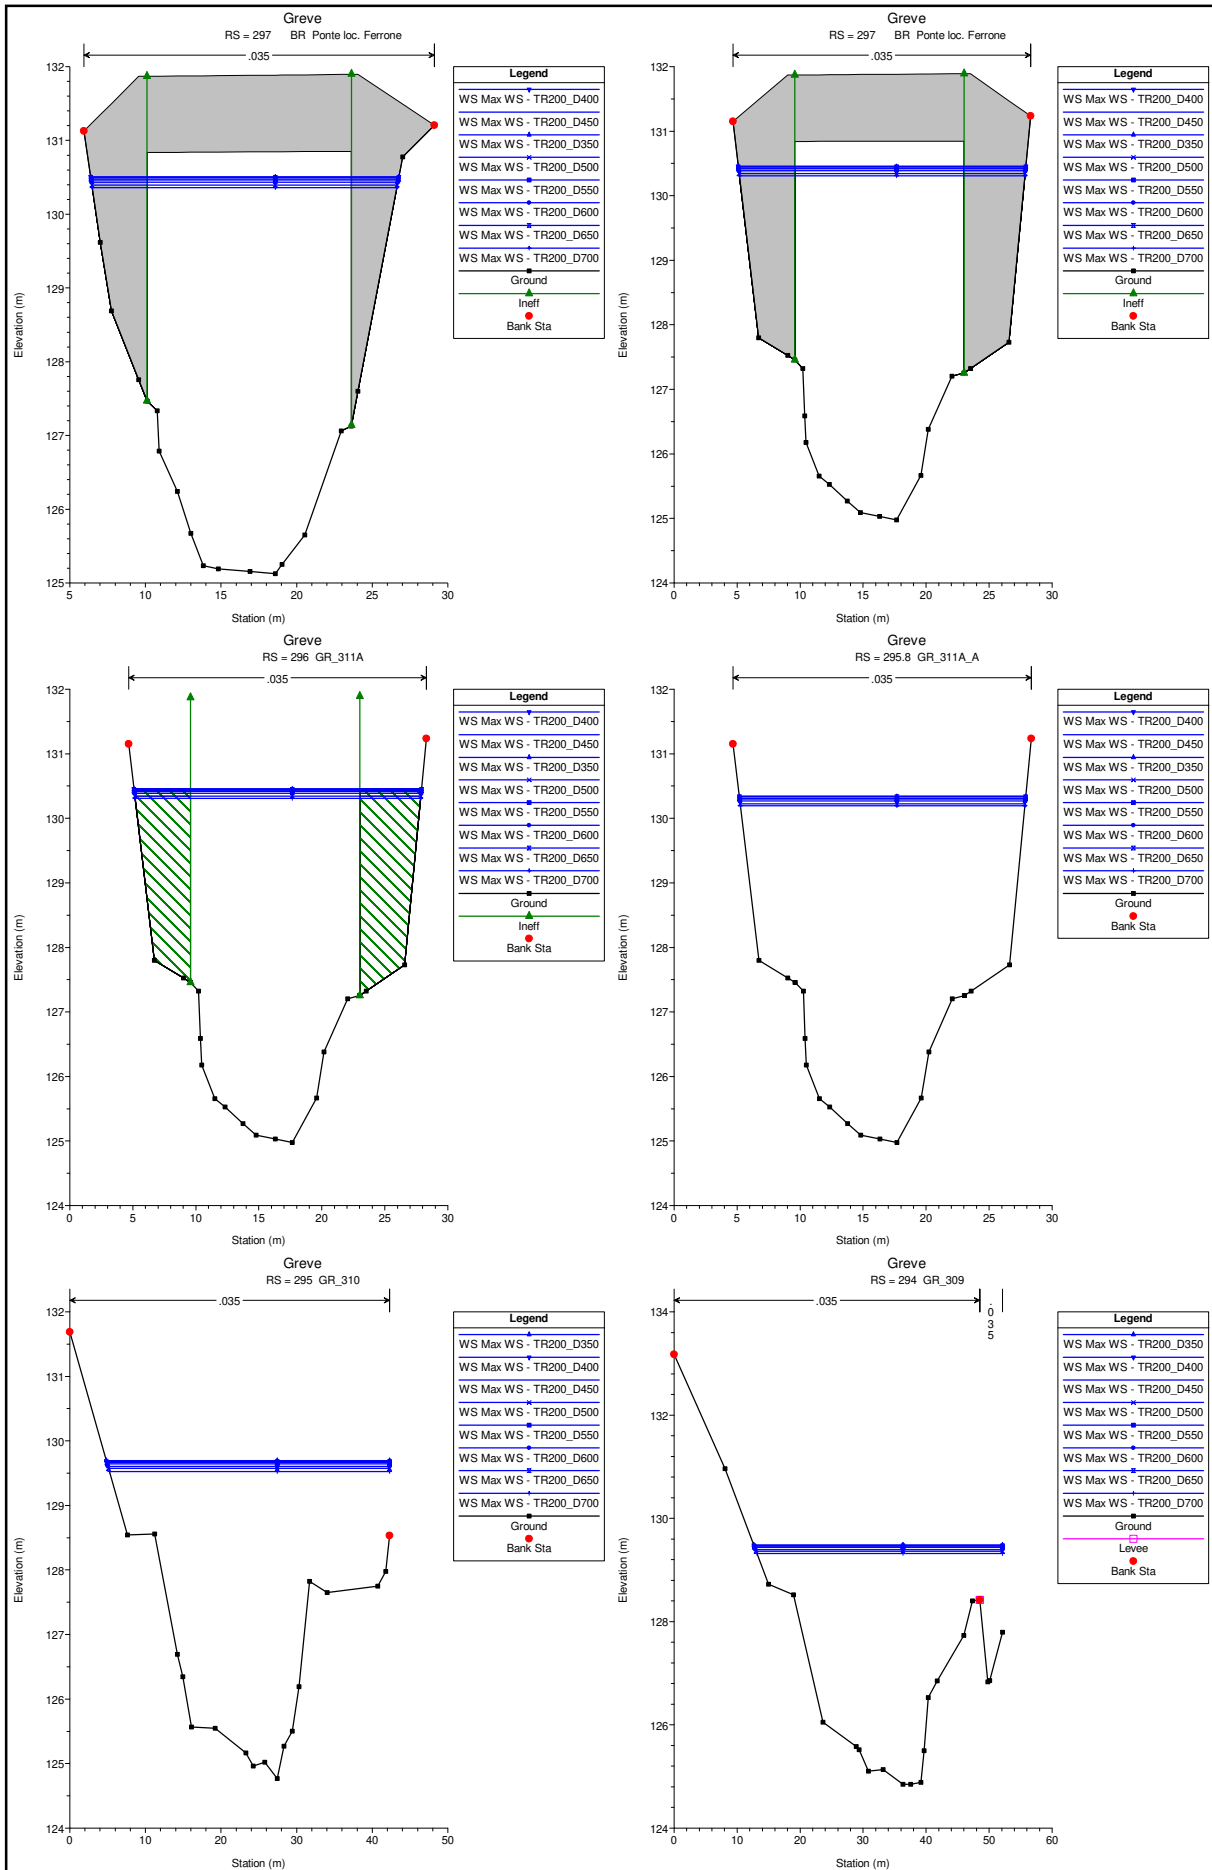 Greve
RS = 297 BR Ponte loc. Ferrone
.035
132
131
130
129
128
127
126
125
5 10 15 20 25 30
Station (m)
Elevation (m)
Legend
WS Max WS - TR200_D400
WS Max WS - TR200_D450
WS Max WS - TR200_D350
WS Max WS - TR200_D500
WS Max WS - TR200_D550
WS Max WS - TR200_D600
WS Max WS - TR200_D650
WS Max WS - TR200_D700
Ground
Ineff
Bank Sta
Greve
RS = 297 BR Ponte loc. Ferrone
.035
132
131
130
129
128
127
126
125
124
0 5 10 15 20 25 30
Station (m)
Elevation (m)
Legend
WS Max WS - TR200_D400
WS Max WS - TR200_D450
WS Max WS - TR200_D350
WS Max WS - TR200_D500
WS Max WS - TR200_D550
WS Max WS - TR200_D600
WS Max WS - TR200_D650
WS Max WS - TR200_D700
Ground
Ineff
Bank Sta
Greve
RS = 296 GR_311A
.035
132
131
130
129
128
127
126
125
124
0 5 10 15 20 25 30
Station (m)
Elevation (m)
Legend
WS Max WS - TR200_D400
WS Max WS - TR200_D450
WS Max WS - TR200_D350
WS Max WS - TR200_D500
WS Max WS - TR200_D550
WS Max WS - TR200_D600
WS Max WS - TR200_D650
WS Max WS - TR200_D700
Ground
Ineff
Bank Sta
Greve
RS = 295.8 GR_311A_A
.035
132
131
130
129
128
127
126
125
124
0 5 10 15 20 25 30
Station (m)
Elevation (m)
Legend
WS Max WS - TR200_D400
WS Max WS - TR200_D450
WS Max WS - TR200_D350
WS Max WS - TR200_D500
WS Max WS - TR200_D550
WS Max WS - TR200_D600
WS Max WS - TR200_D650
WS Max WS - TR200_D700
Ground
Bank Sta
Greve
RS = 295 GR_310
.035
132
131
130
129
128
127
126
125
124
0 10 20 30 40 50
Station (m)
Elevation (m)
Legend
WS Max WS - TR200_D350
WS Max WS - TR200_D400
WS Max WS - TR200_D450
WS Max WS - TR200_D500
WS Max WS - TR200_D550
WS Max WS - TR200_D600
WS Max WS - TR200_D650
WS Max WS - TR200_D700
Ground
Bank Sta
Greve
RS = 294 GR_309
.035
.035
134
132
130
128
126
124
0 10 20 30 40 50 60
Station (m)
Elevation (m)
Legend
WS Max WS - TR200_D350
WS Max WS - TR200_D400
WS Max WS - TR200_D450
WS Max WS - TR200_D500
WS Max WS - TR200_D550
WS Max WS - TR200_D600
WS Max WS - TR200_D650
WS Max WS - TR200_D700
Ground
Levee
Bank Sta